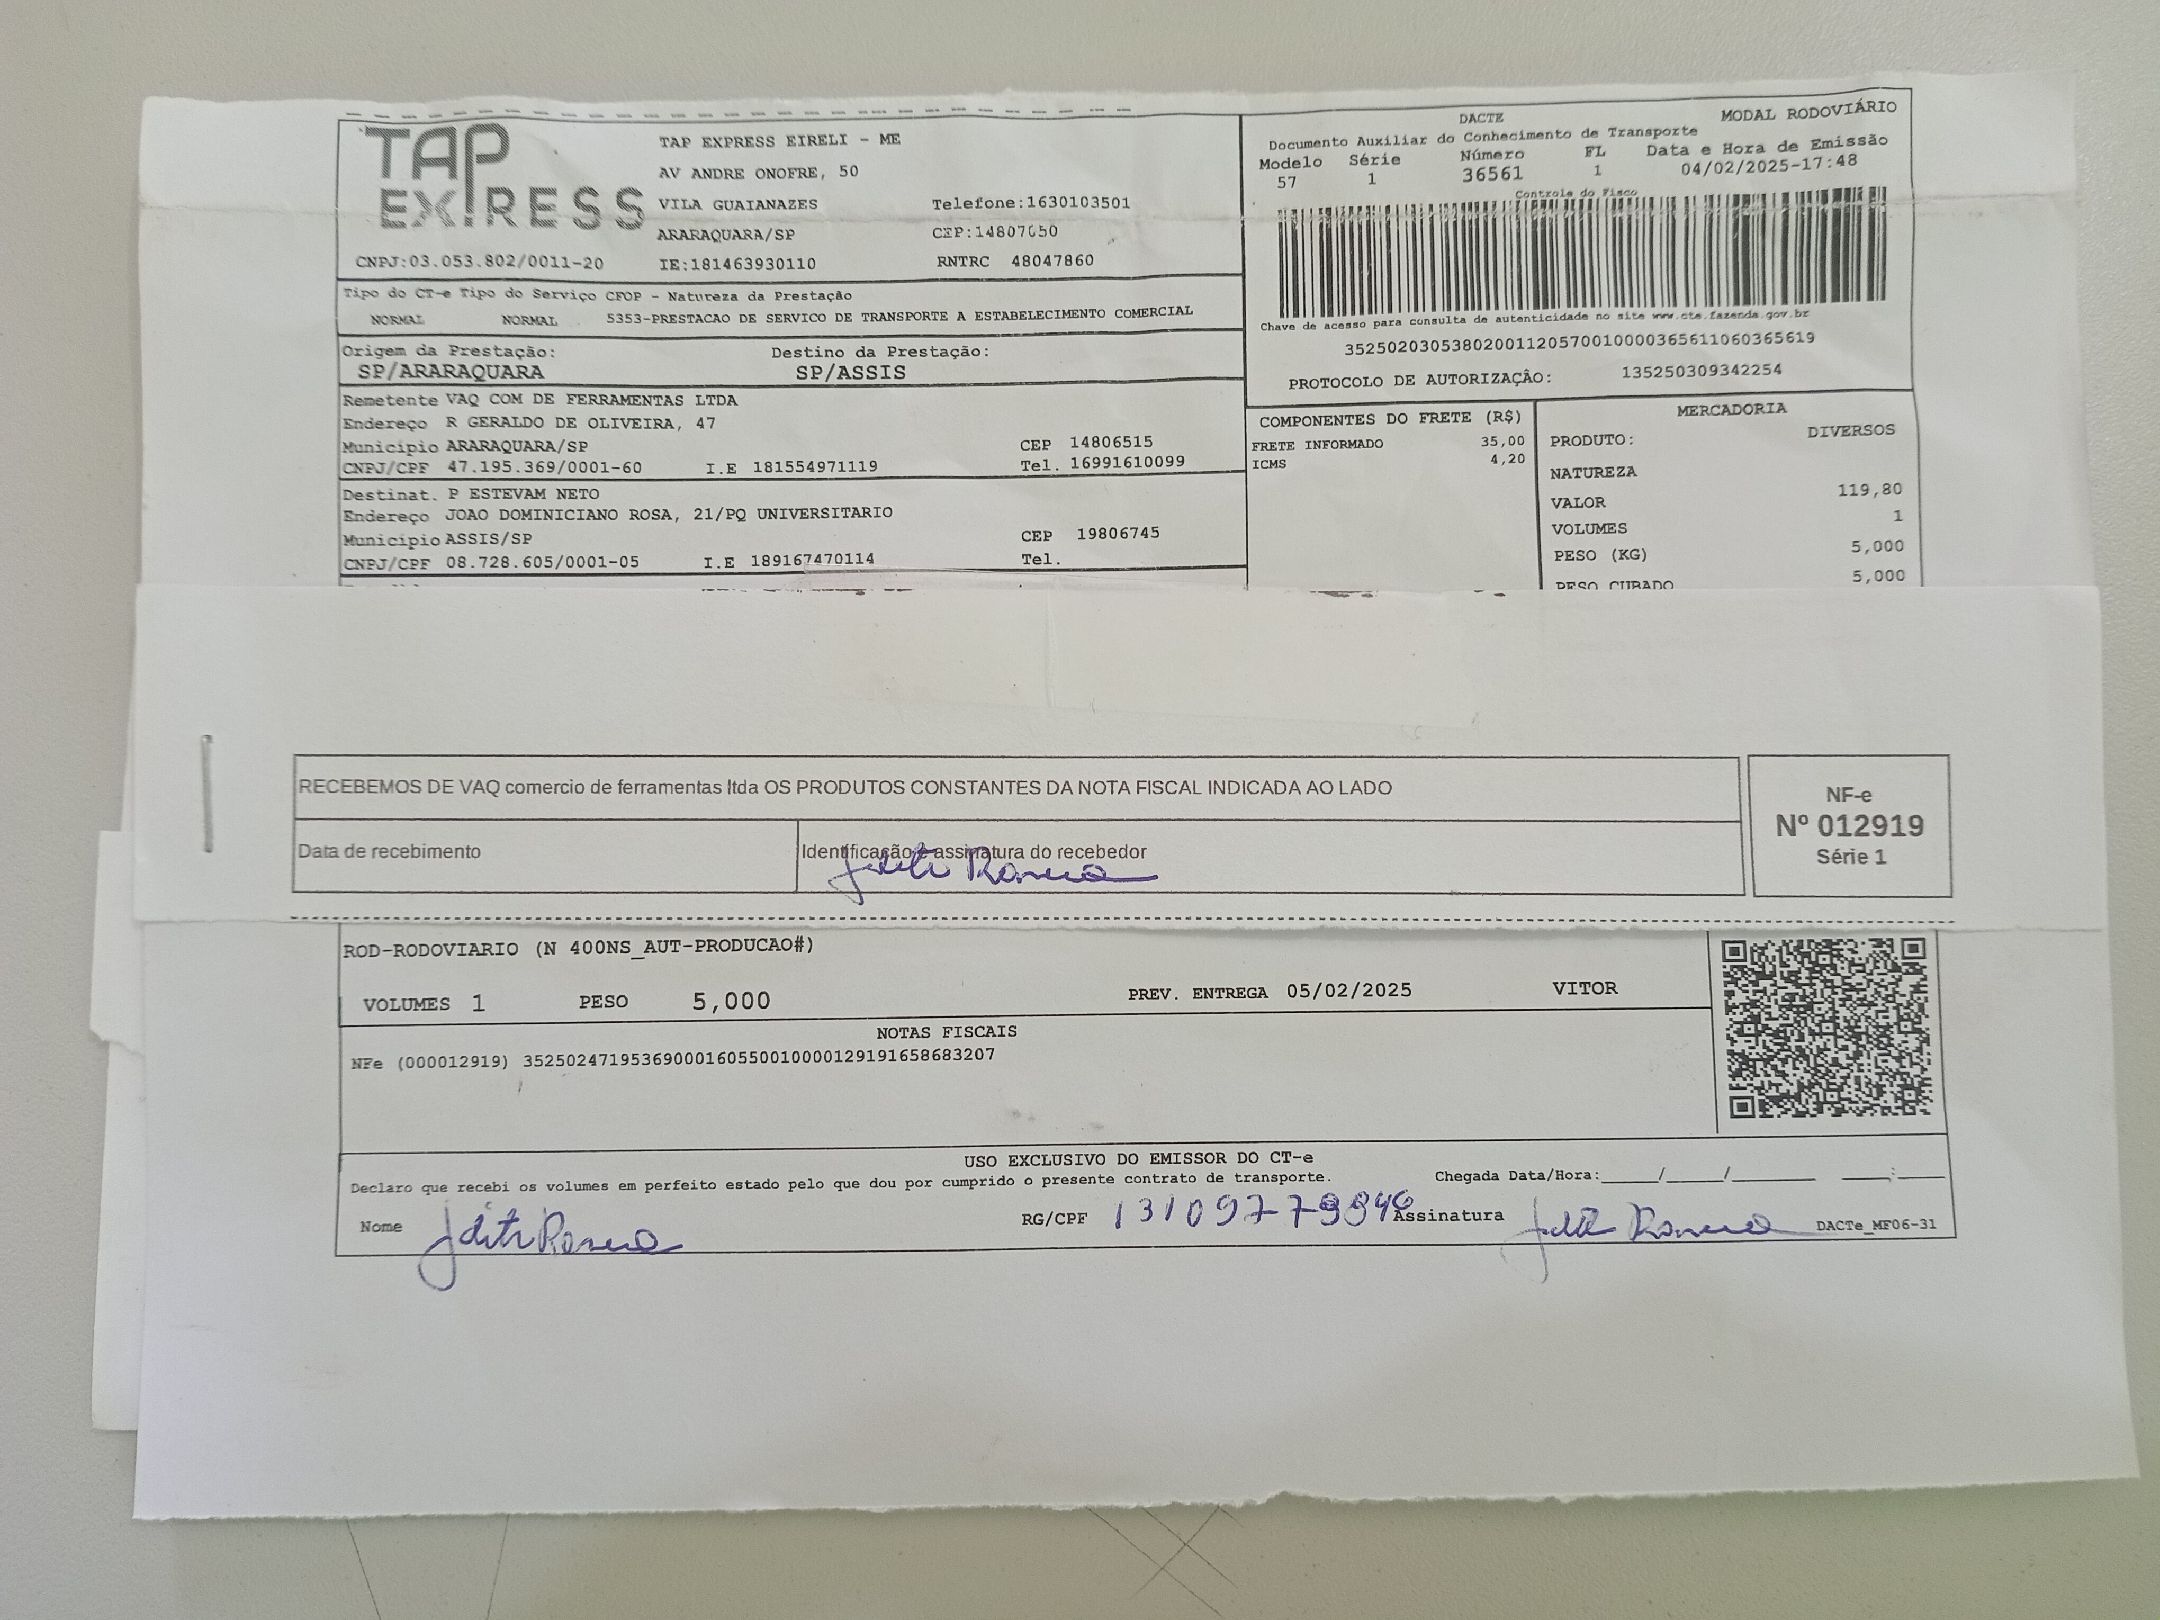 TAP
EXPRESS
TAP EXPRESS EIRELI - ME
AV ANDRE ONOFRE, 50
VILA GUAIANAZES Telefone:1630103501
ARARAQUARA/SP CEP:14807050
CNPJ:03.053.802/0011-20 IE:181463930110 RNTRC 48047860
DACTE MODAL RODOVIÁRIO
Documento Auxiliar do Conhecimento de Transporte
Modelo Série Número FL Data e Hora de Emissão
57 1 36561 1 04/02/2025-17:48
Controle do Fisco
Chave de acesso para consulta de autenticidade no site www.cte.fazenda.gov.br
35250203053802001120570010000365611060365619
PROTOCOLO DE AUTORIZAÇÃO: 135250309342254
Tipo do CT-e Tipo do Serviço CFOP - Natureza da Prestação
NORMAL NORMAL 5353-PRESTACAO DE SERVICO DE TRANSPORTE A ESTABELECIMENTO COMERCIAL
Origem da Prestação: Destino da Prestação:
SP/ARARAQUARA SP/ASSIS
Remetente VAQ COM DE FERRAMENTAS LTDA
Endereço R GERALDO DE OLIVEIRA, 47
Municipio ARARAQUARA/SP CEP 14806515
CNPJ/CPF 47.195.369/0001-60 I.E 181554971119 Tel. 16991610099
Destinat. P ESTEVAM NETO
Endereço JOAO DOMINICIANO ROSA, 21/PQ UNIVERSITARIO
Municipio ASSIS/SP CEP 19806745
CNPJ/CPF 08.728.605/0001-05 I.E 189167470114 Tel.
COMPONENTES DO FRETE (R$)
FRETE INFORMADO 35,00
ICMS 4,20
MERCADORIA
PRODUTO: DIVERSOS
NATUREZA
VALOR 119,80
VOLUMES 1
PESO (KG) 5,000
PESO CUBADO 5,000
RECEBEMOS DE VAQ comercio de ferramentas ltda OS PRODUTOS CONSTANTES DA NOTA FISCAL INDICADA AO LADO
Data de recebimento Identificação e assinatura do recebedor
NF-e
Nº 012919
Série 1
ROD-RODOVIARIO (N 400NS_AUT-PRODUCAO#)
VOLUMES 1 PESO 5,000 PREV. ENTREGA 05/02/2025 VITOR
NOTAS FISCAIS
NFe (000012919) 35250247195369000160550010000129191658683207
USO EXCLUSIVO DO EMISSOR DO CT-e
Declaro que recebi os volumes em perfeito estado pelo que dou por cumprido o presente contrato de transporte. Chegada Data/Hora:____/____/______ ___:___
Nome RG/CPF Assinatura DACTe_MF06-31